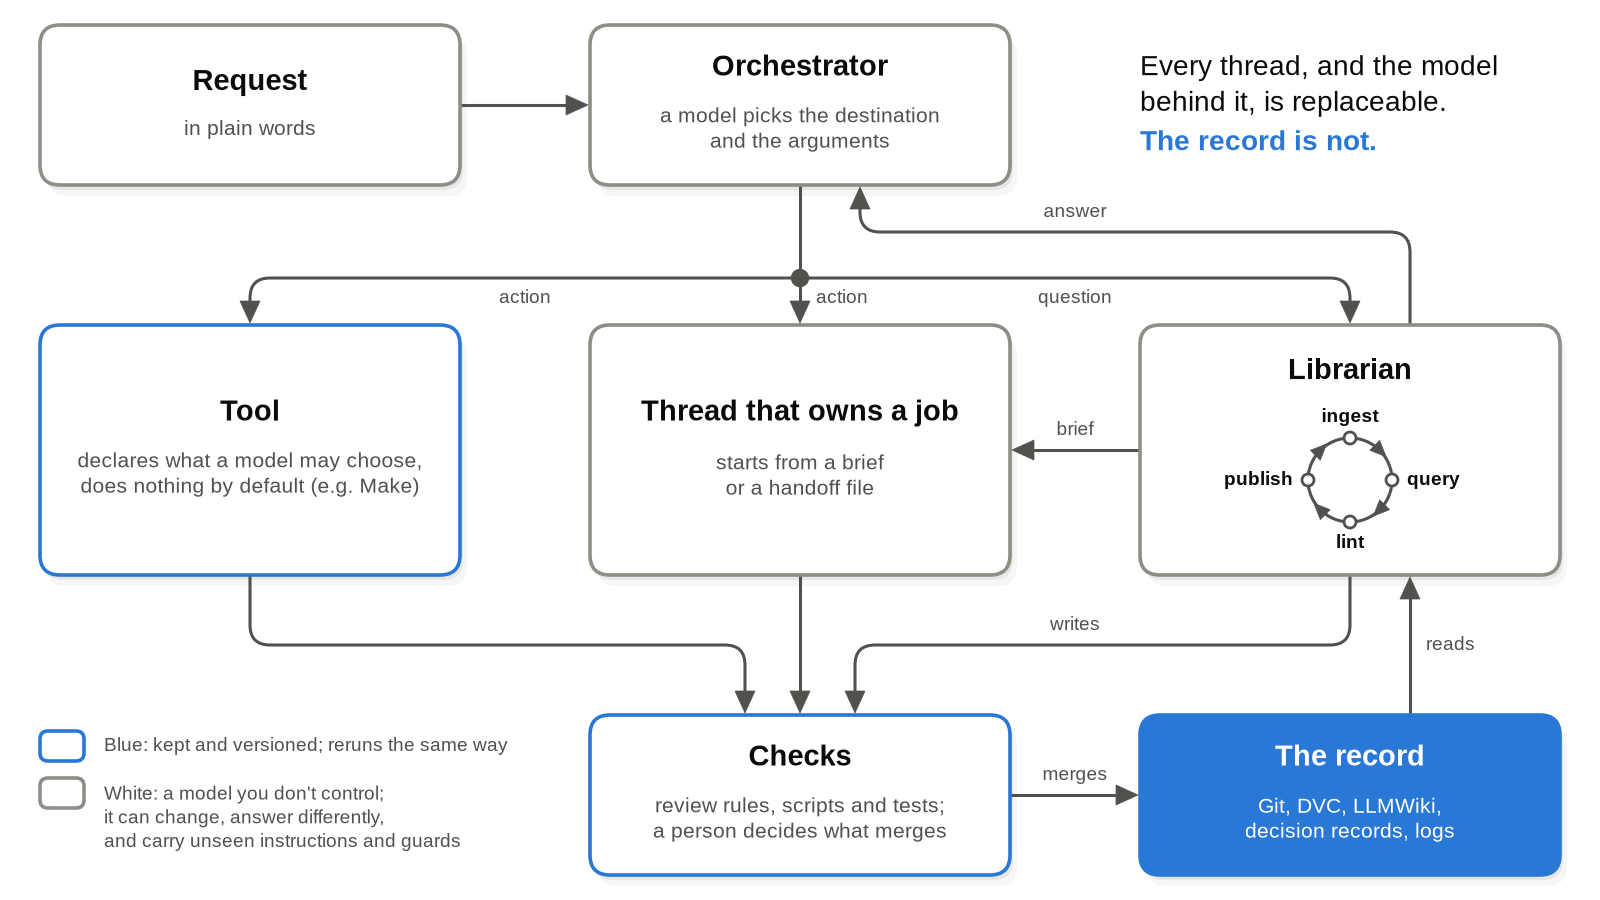 Request
in plain words
Orchestrator
a model picks the destination
and the arguments
Every thread, and the model
behind it, is replaceable.
The record is not.
answer
action
action
question
Tool
declares what a model may choose,
does nothing by default (e.g. Make)
Thread that owns a job
starts from a brief
or a handoff file
brief
Librarian
ingest
publish
query
lint
writes
reads
Blue: kept and versioned; reruns the same way
White: a model you don't control;
it can change, answer differently,
and carry unseen instructions and guards
Checks
review rules, scripts and tests;
a person decides what merges
merges
The record
Git, DVC, LLMWiki,
decision records, logs